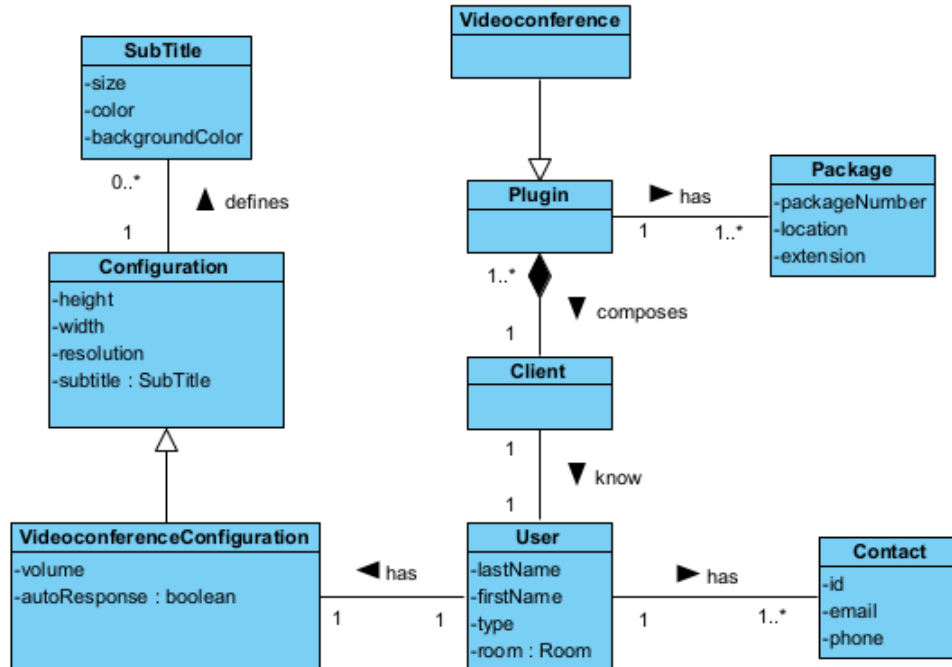 Videoconference
SubTitle
-size
-color
-backgroundColor
0..*
defines
1
Plugin
has
1
1..*
Package
-packageNumber
-location
-extension
Configuration
-height
-width
-resolution
-subtitle : SubTitle
1..*
composes
1
Client
1
know
1
VideoconferenceConfiguration
-volume
-autoResponse : boolean
has
1
1
User
-lastName
-firstName
-type
-room : Room
has
1
1..*
Contact
-id
-email
-phone